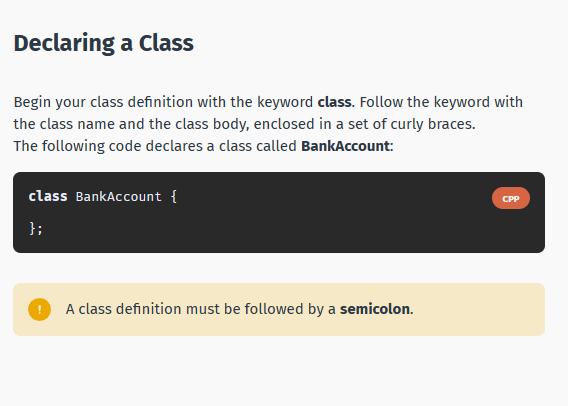 Declaring a Class
Begin your class definition with the keyword class. Follow the keyword with
the class name and the class body, enclosed in a set of curly braces.
The following code declares a class called BankAccount:
class BankAccount {
CPP
};
! A class definition must be followed by a semicolon.